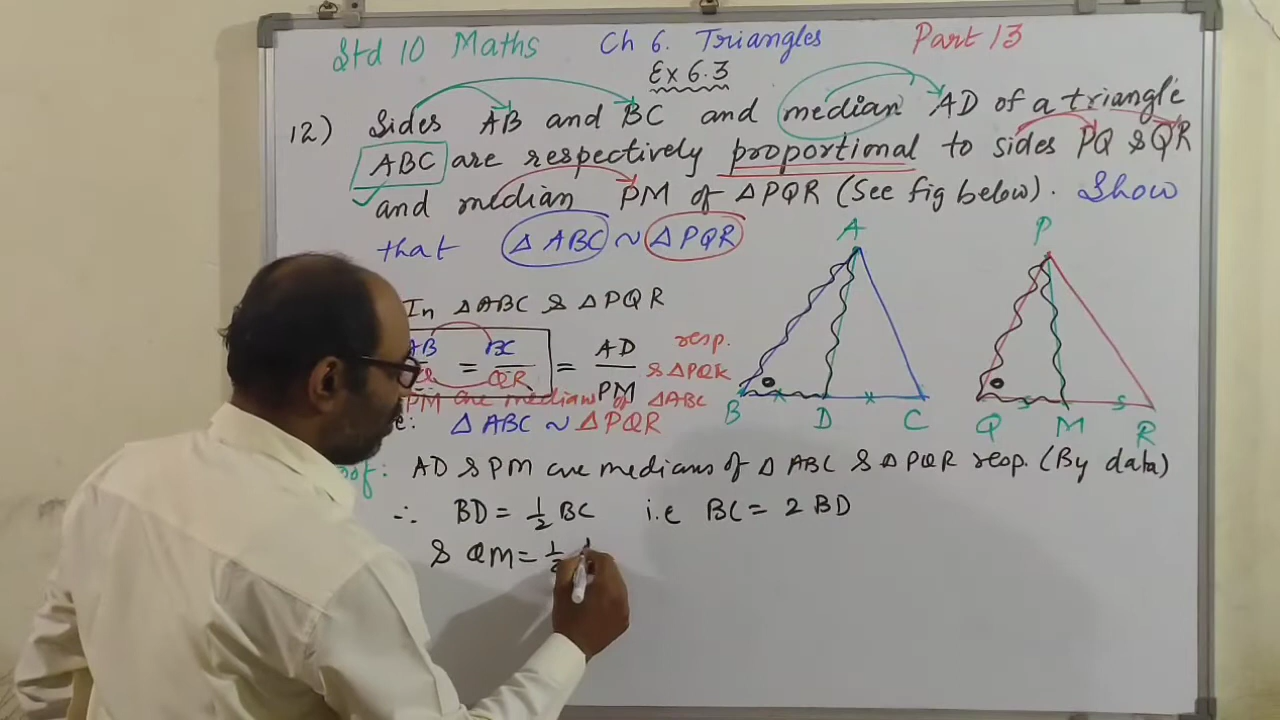 Std 10 Maths Ch 6. Triangles Part 13
Ex 6.3
12) Sides AB and BC and median AD of a triangle
ABC are respectively proportional to sides PQ & QR
and median PM of △PQR (See fig below). Show
that △ABC ~ △PQR
In △ABC & △PQR
AB = BC = AD resp.
QR PM & △PQR
PM are medians of △ABC
△ABC ~ △PQR
AD & PM are medians of △ABC & △PQR resp. (By data)
∴ BD = 1/2 BC i.e BC = 2 BD
& QM = 1/2
A
B D C
P
Q M R